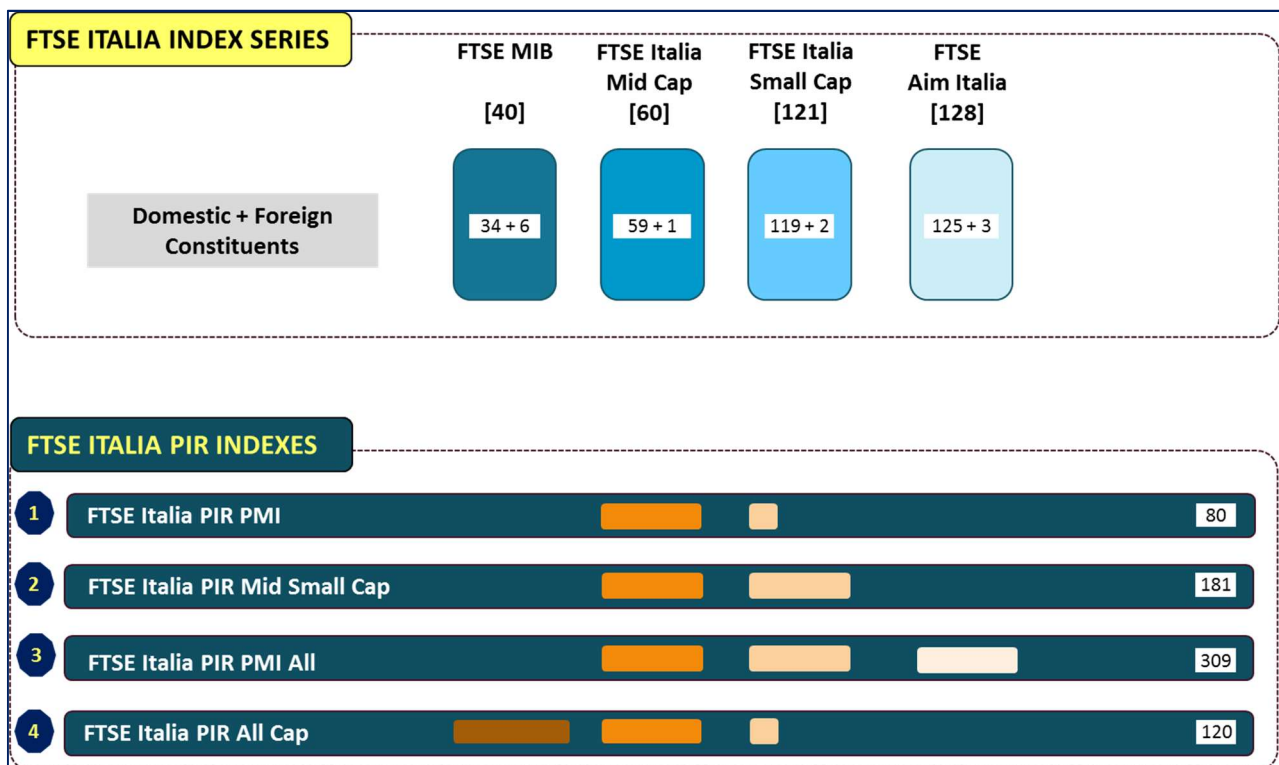 FTSE ITALIA INDEX SERIES
FTSE MIB
[40]
FTSE Italia
Mid Cap
[60]
FTSE Italia
Small Cap
[121]
FTSE
Aim Italia
[128]
Domestic + Foreign
Constituents
34 + 6
59 + 1
119 + 2
125 + 3
FTSE ITALIA PIR INDEXES
1 FTSE Italia PIR PMI 80
2 FTSE Italia PIR Mid Small Cap 181
3 FTSE Italia PIR PMI All 309
4 FTSE Italia PIR All Cap 120